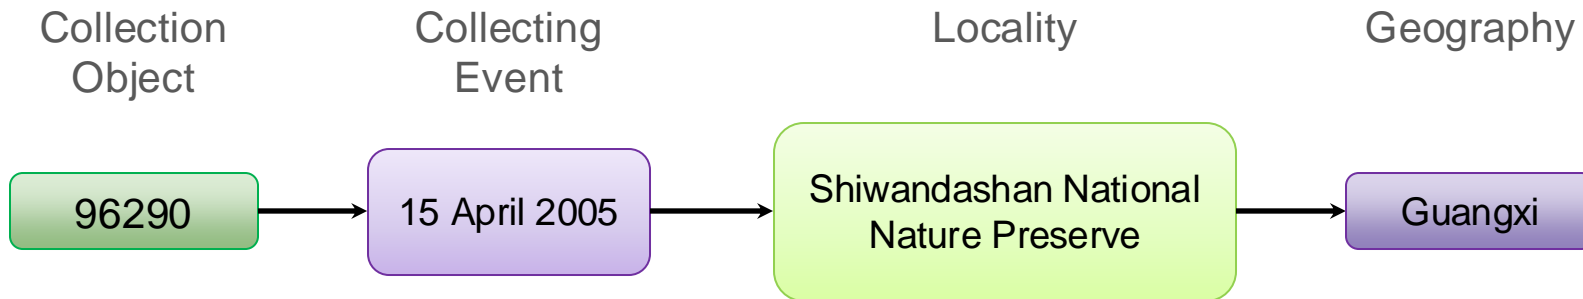 Collection
Object
Collecting
Event
Locality
Geography
96290
15 April 2005
Shiwandashan National
Nature Preserve
Guangxi